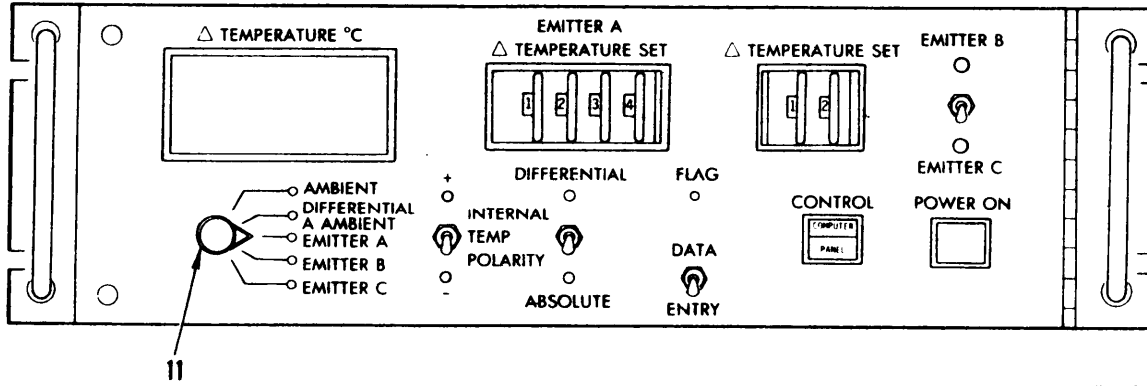 △ TEMPERATURE °C
EMITTER A
△ TEMPERATURE SET
1 2 3 4
△ TEMPERATURE SET
1 2
EMITTER B
EMITTER C
AMBIENT
DIFFERENTIAL
A AMBIENT
EMITTER A
EMITTER B
EMITTER C
+
INTERNAL
TEMP
POLARITY
-
DIFFERENTIAL
ABSOLUTE
FLAG
DATA
ENTRY
CONTROL
COMPUTER
PANEL
POWER ON
11